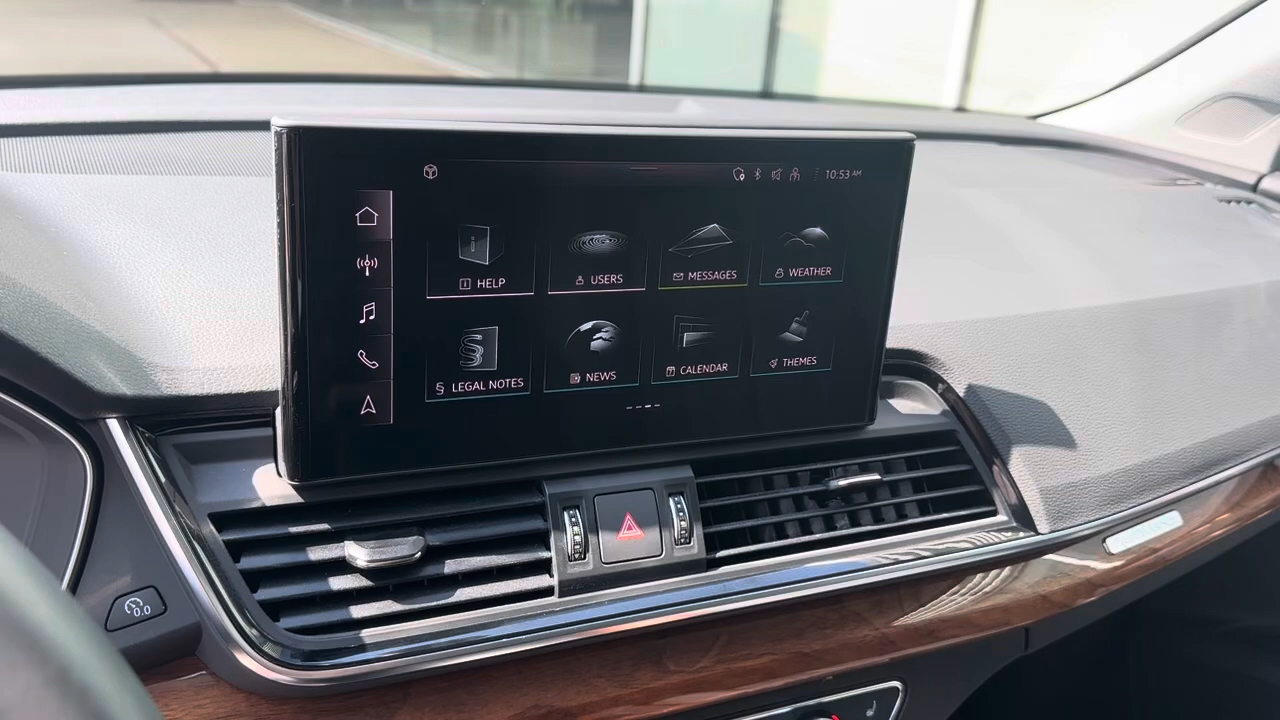 10:53 AM
HELP
USERS
MESSAGES
WEATHER
§ LEGAL NOTES
NEWS
CALENDAR
THEMES
0.0